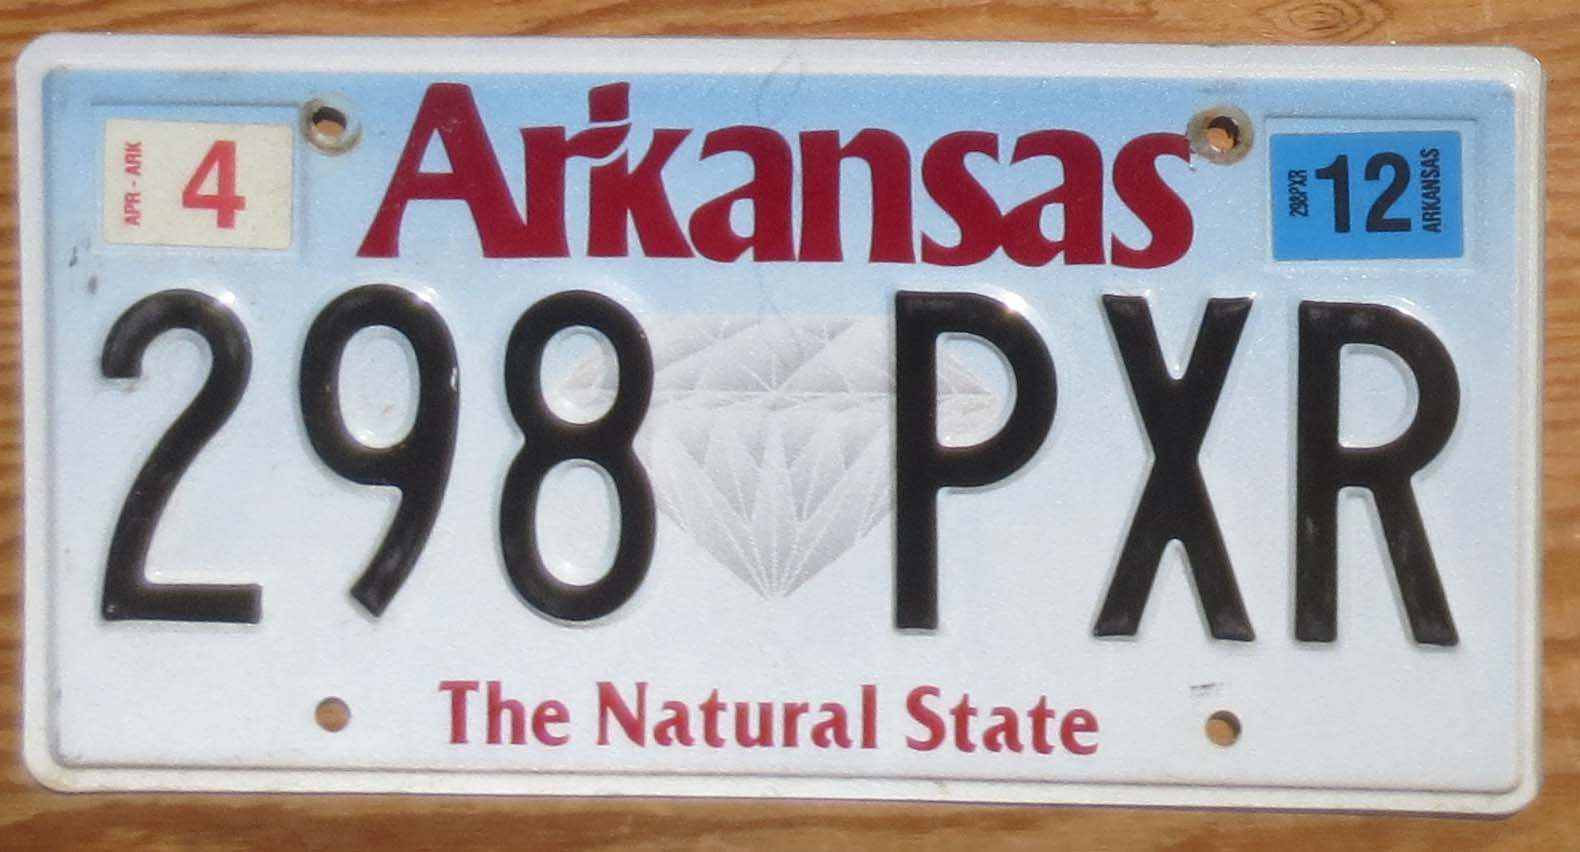 APR - ARK
4
Arkansas
298PXR
12
ARKANSAS
298 PXR
The Natural State